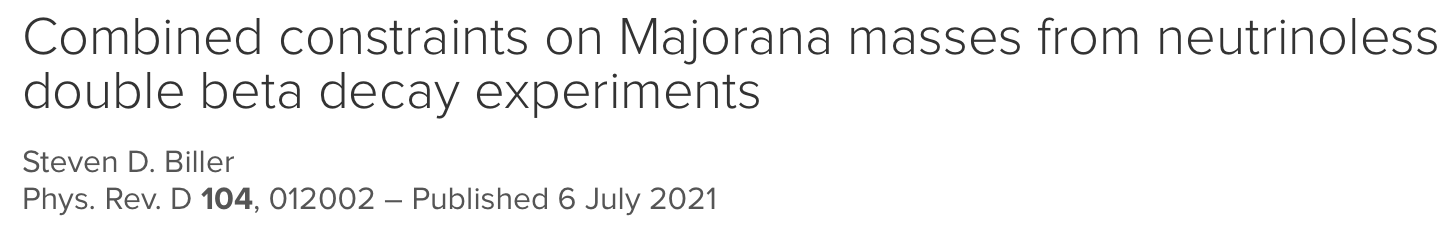 Combined constraints on Majorana masses from neutrinoless
double beta decay experiments
Steven D. Biller
Phys. Rev. D 104, 012002 – Published 6 July 2021